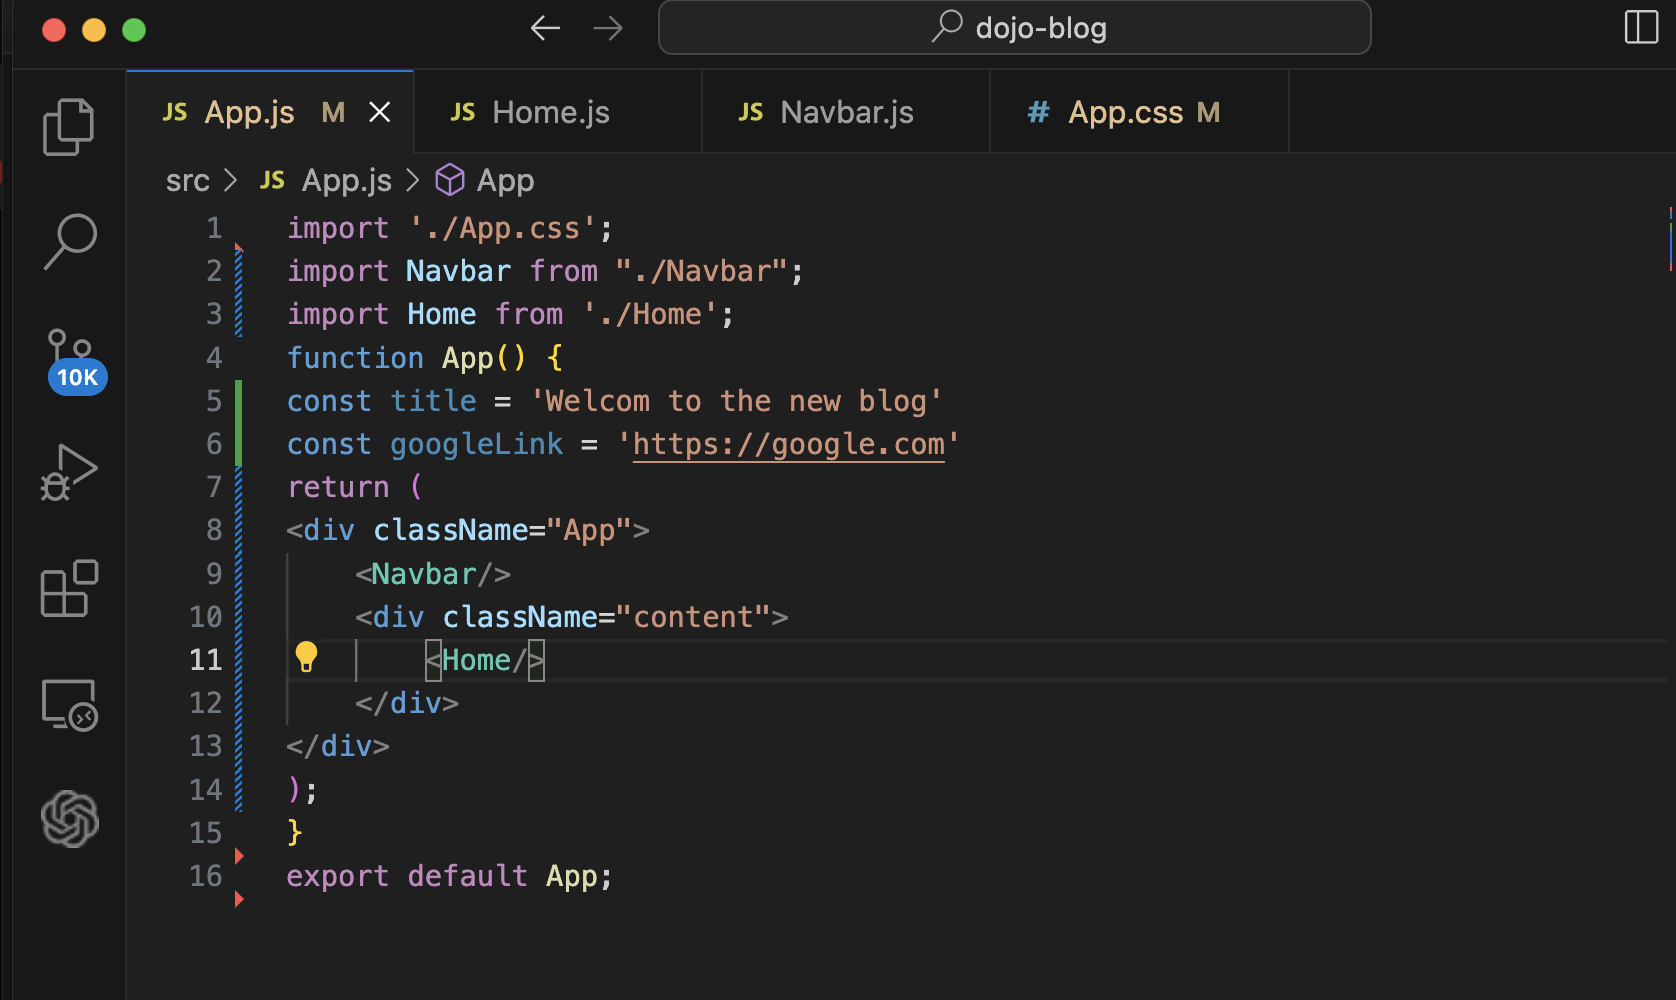 dojo-blog
JS App.js M JS Home.js JS Navbar.js # App.css M
src > JS App.js > App
10K
1 import './App.css';
2 import Navbar from "./Navbar";
3 import Home from './Home';
4 function App() {
5 const title = 'Welcom to the new blog'
6 const googleLink = 'https://google.com'
7 return (
8 <div className="App">
9 <Navbar/>
10 <div className="content">
11 <Home/>
12 </div>
13 </div>
14 );
15 }
16 export default App;